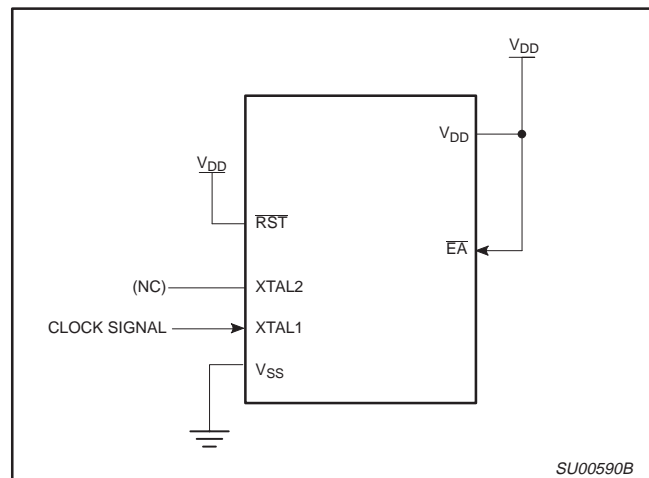 VDD
VDD
VDD
RST
EA
(NC)
XTAL2
CLOCK SIGNAL
XTAL1
VSS
SU00590B